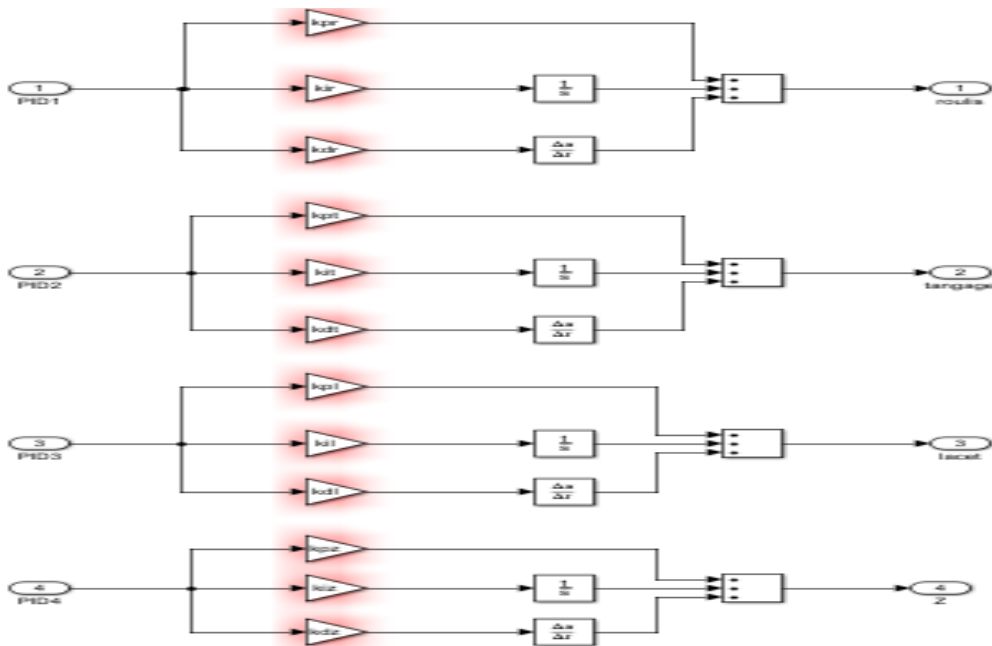 kpr
1
PID1
kir
1
s
1
roulis
kdr
Δu
Δt
kpt
2
PID2
kit
1
s
2
tangage
kdt
Δu
Δt
kpl
3
PID3
kil
1
s
3
lacet
kdl
Δu
Δt
kpz
4
PID4
kiz
1
s
4
Z
kdz
Δu
Δt